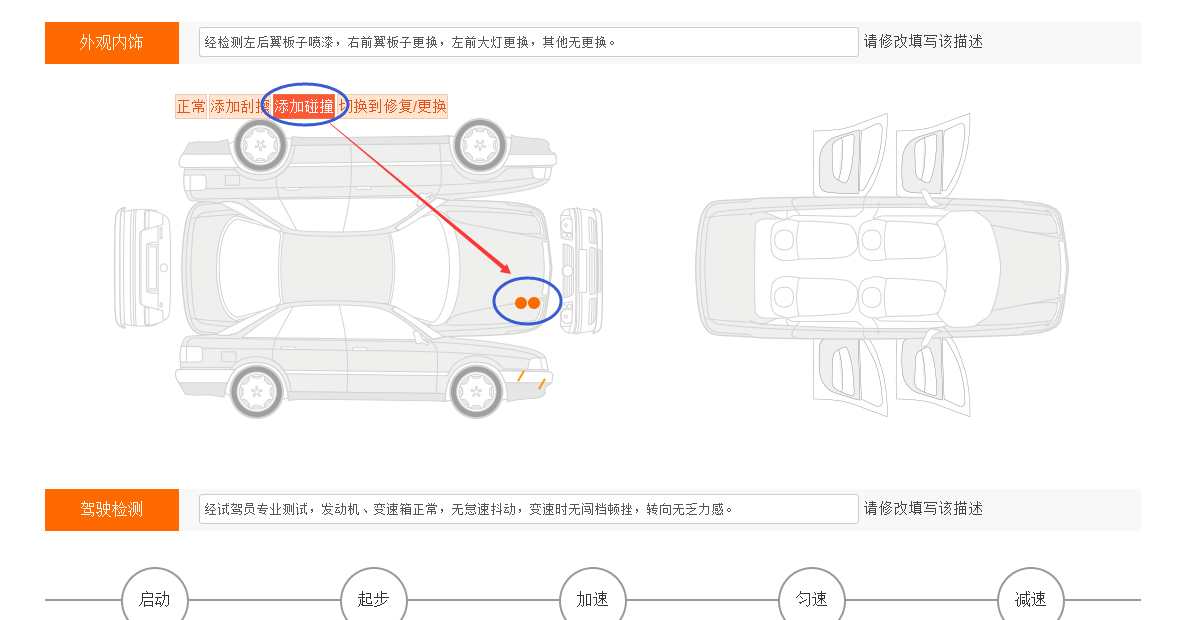 外观内饰 经检测左后翼板子喷漆，右前翼板子更换，左前大灯更换，其他无更换。 请修改填写该描述
正常 添加刮擦 添加碰撞 切换到修复/更换
驾驶检测 经试驾员专业测试，发动机、变速箱正常，无怠速抖动，变速时无闯档顿挫，转向无乏力感。 请修改填写该描述
启动 起步 加速 匀速 减速